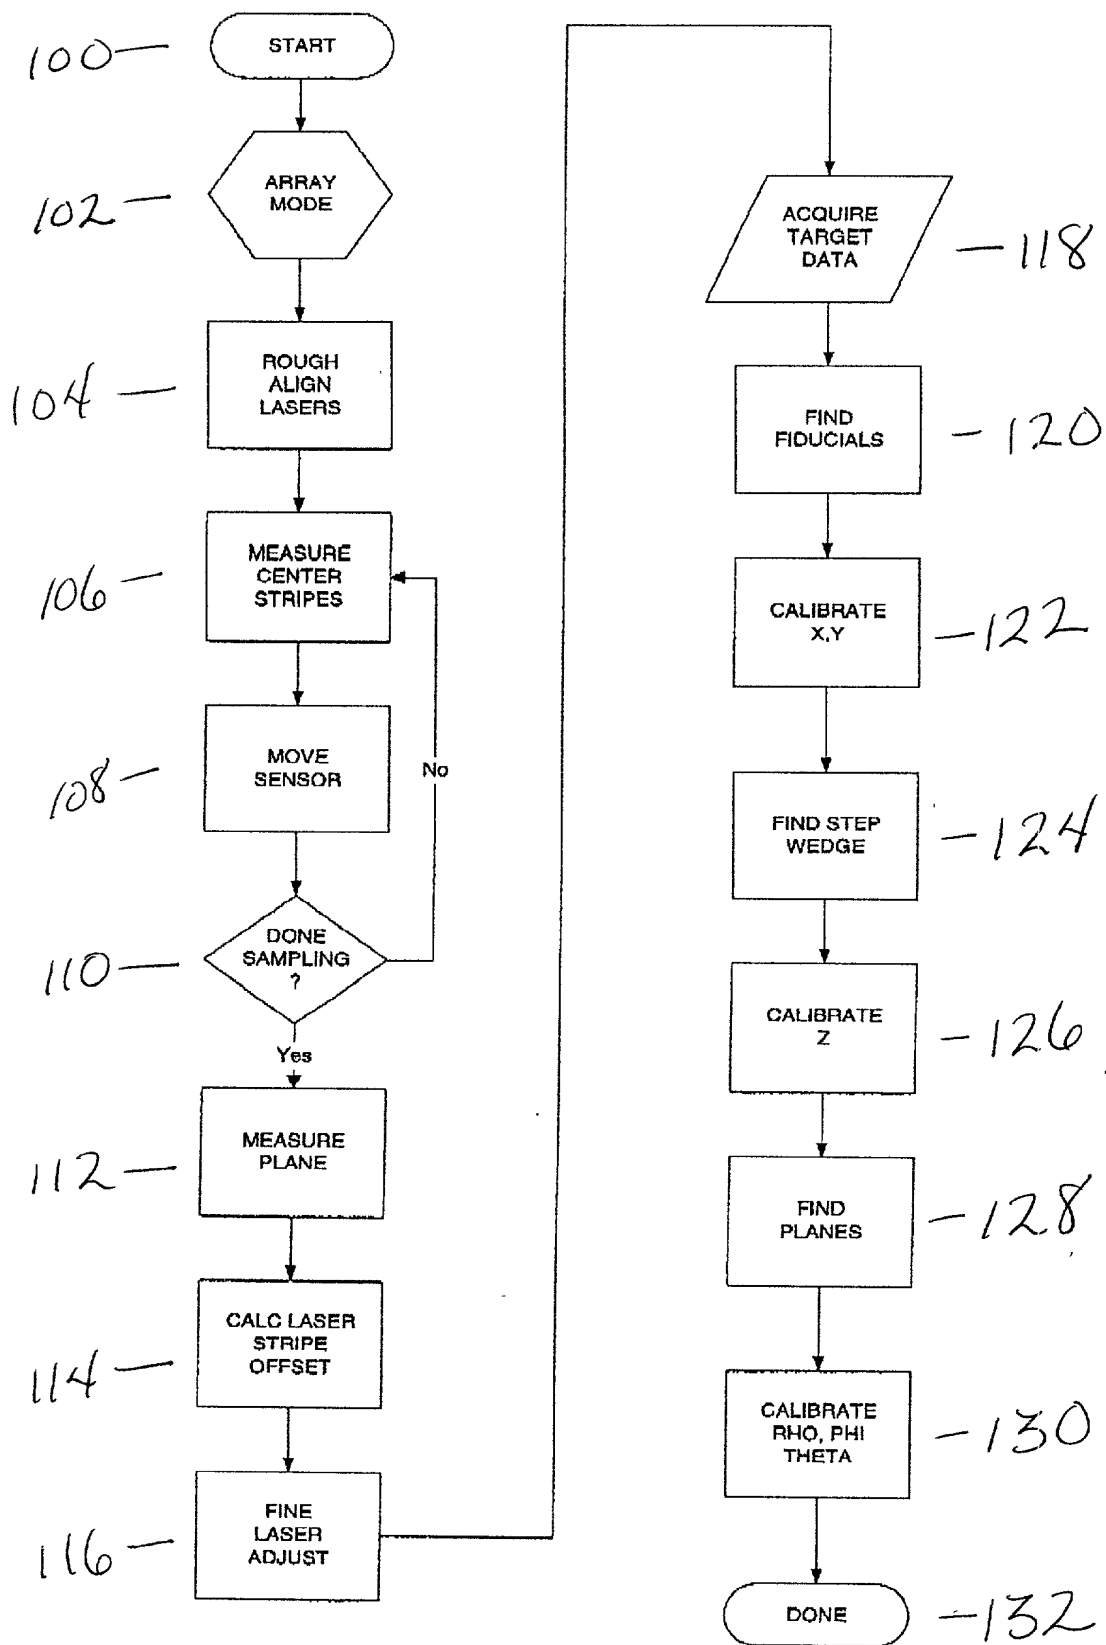 100
START
102
ARRAY
MODE
104
ROUGH
ALIGN
LASERS
106
MEASURE
CENTER
STRIPES
108
MOVE
SENSOR
No
110
DONE
SAMPLING
?
Yes
112
MEASURE
PLANE
114
CALC LASER
STRIPE
OFFSET
116
FINE
LASER
ADJUST
ACQUIRE
TARGET
DATA
118
FIND
FIDUCIALS
120
CALIBRATE
X,Y
122
FIND STEP
WEDGE
124
CALIBRATE
Z
126
FIND
PLANES
128
CALIBRATE
RHO, PHI
THETA
130
DONE
132